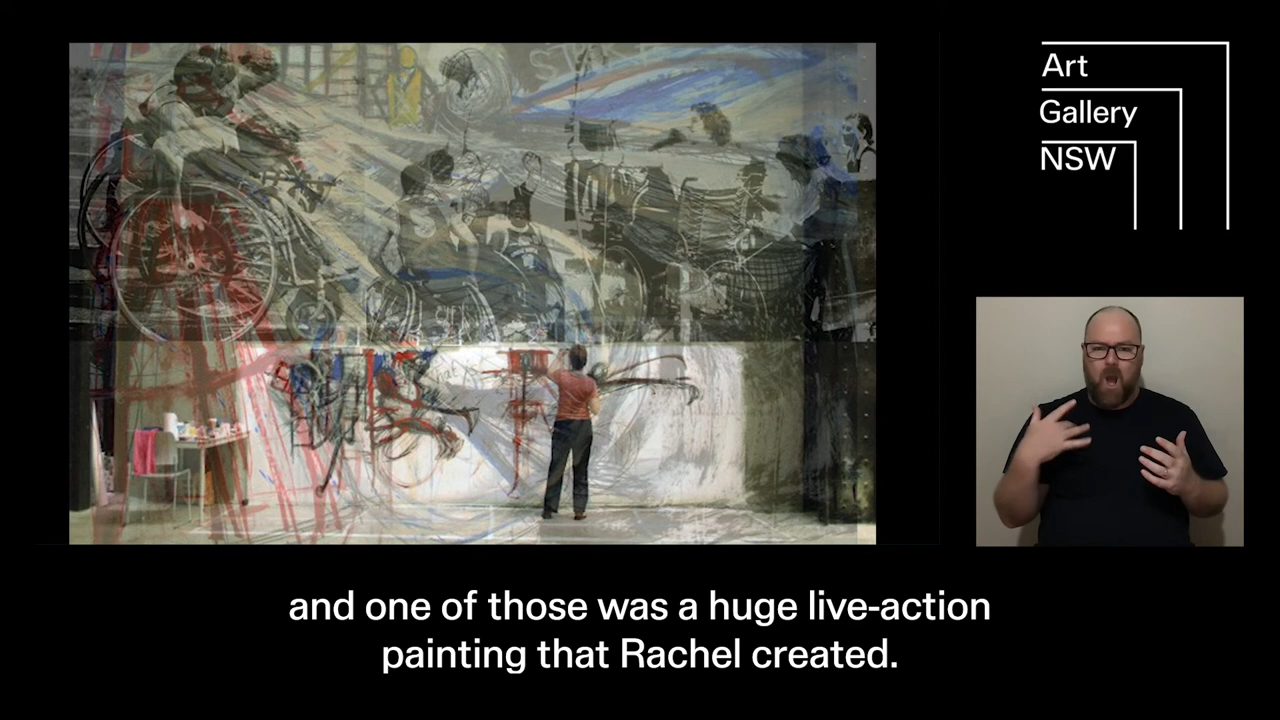 Art
Gallery
NSW
and one of those was a huge live-action
painting that Rachel created.